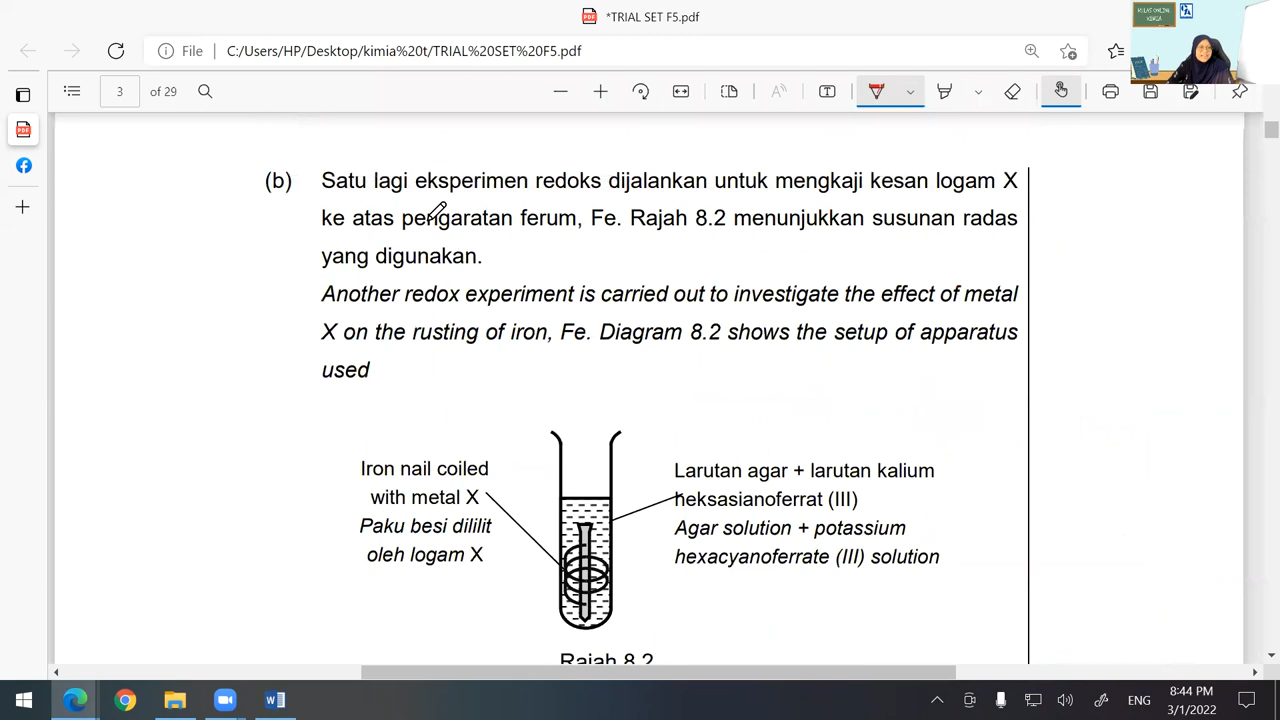 *TRIAL SET F5.pdf
File
C:/Users/HP/Desktop/kimia%20t/TRIAL%20SET%20F5.pdf
3
of 29
(b)
Satu lagi eksperimen redoks dijalankan untuk mengkaji kesan logam X
ke atas pengaratan ferum, Fe. Rajah 8.2 menunjukkan susunan radas
yang digunakan.
Another redox experiment is carried out to investigate the effect of metal
X on the rusting of iron, Fe. Diagram 8.2 shows the setup of apparatus
used
Iron nail coiled
with metal X
Paku besi dililit
oleh logam X
Larutan agar + larutan kalium
heksasianoferrat (III)
Agar solution + potassium
hexacyanoferrate (III) solution
Rajah 8.2
ENG
8:44 PM
3/1/2022